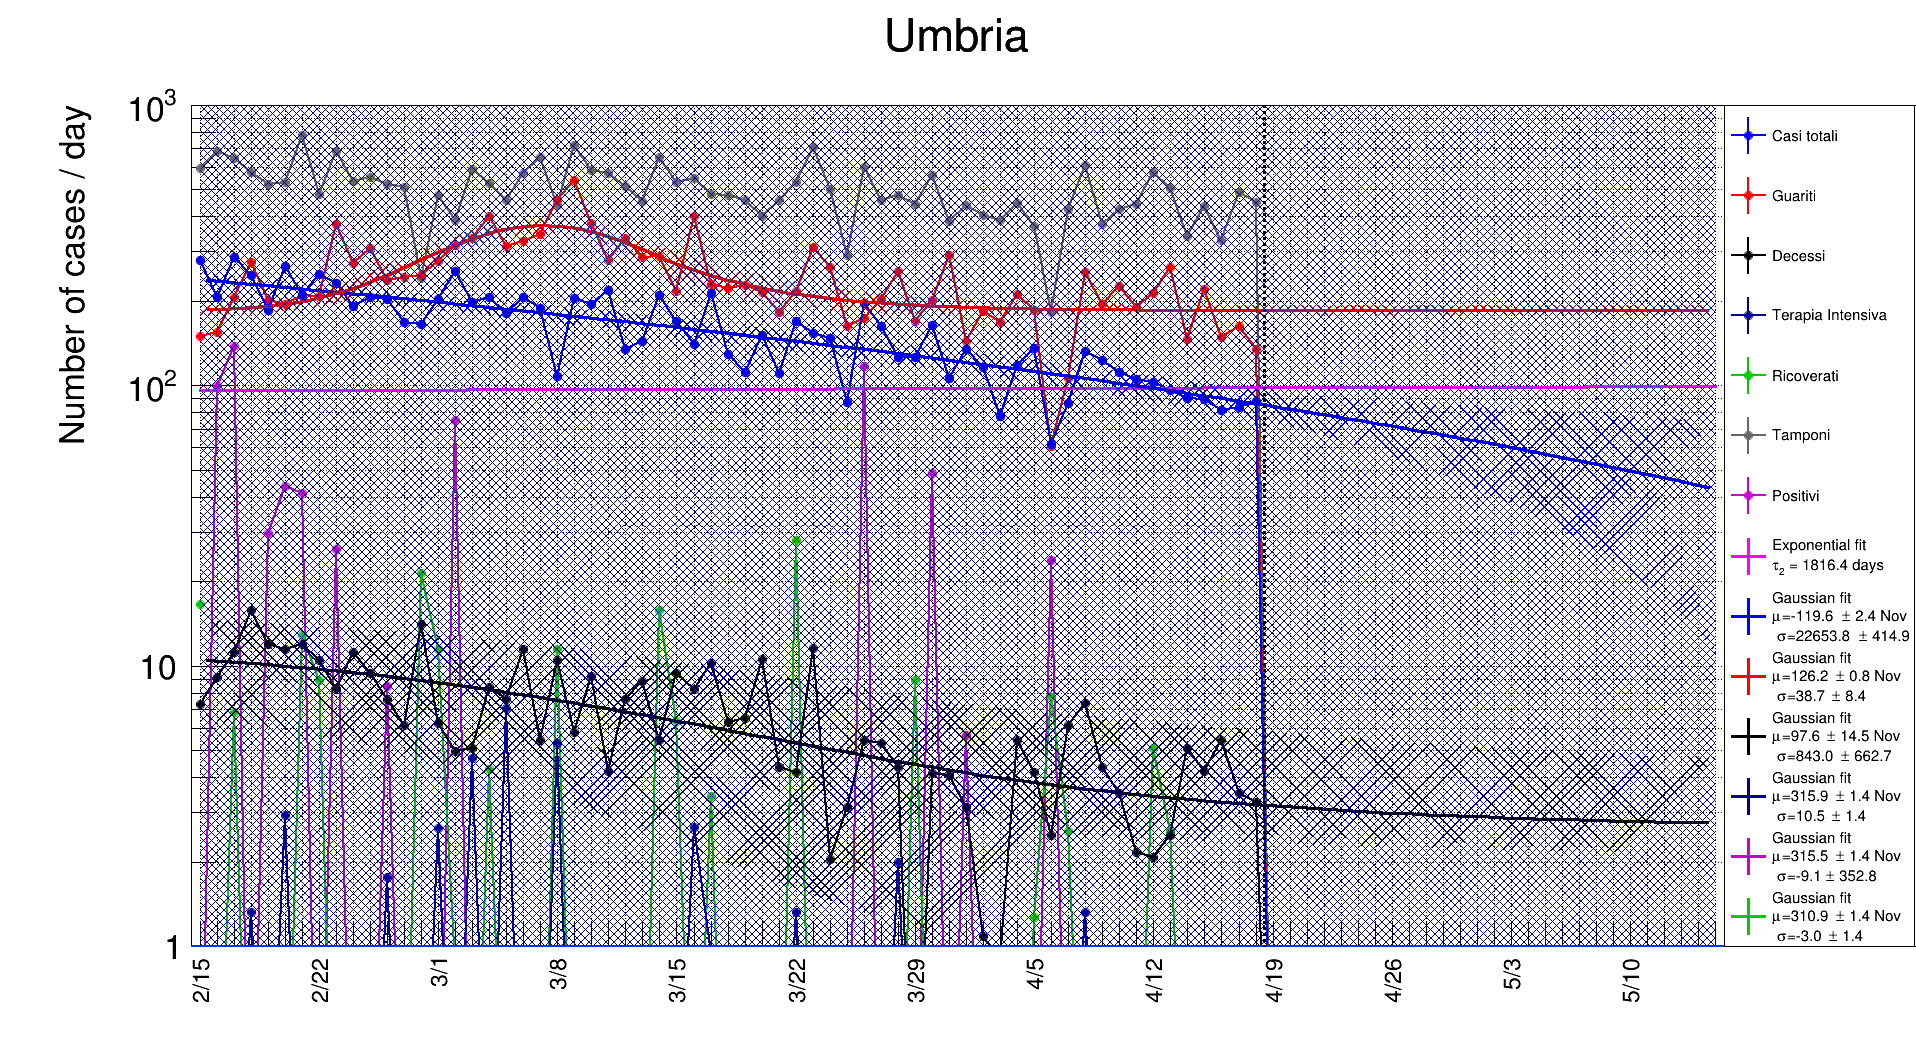 Umbria
Number of cases / day
10³
10²
10
1
2/15
2/22
3/1
3/8
3/15
3/22
3/29
4/5
4/12
4/19
4/26
5/3
5/10
Casi totali
Guariti
Decessi
Terapia Intensiva
Ricoverati
Tamponi
Positivi
Exponential fit
τ₂ = 1816.4 days
Gaussian fit
μ=-119.6 ± 2.4 Nov
σ=22653.8 ± 414.9
Gaussian fit
μ=126.2 ± 0.8 Nov
σ=38.7 ± 8.4
Gaussian fit
μ=97.6 ± 14.5 Nov
σ=843.0 ± 662.7
Gaussian fit
μ=315.9 ± 1.4 Nov
σ=10.5 ± 1.4
Gaussian fit
μ=315.5 ± 1.4 Nov
σ=-9.1 ± 352.8
Gaussian fit
μ=310.9 ± 1.4 Nov
σ=-3.0 ± 1.4